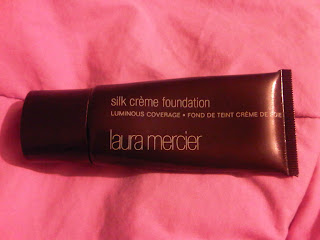 silk crème foundation
LUMINOUS COVERAGE • FOND DE TEINT CRÈME DE SOIE
laura mercier